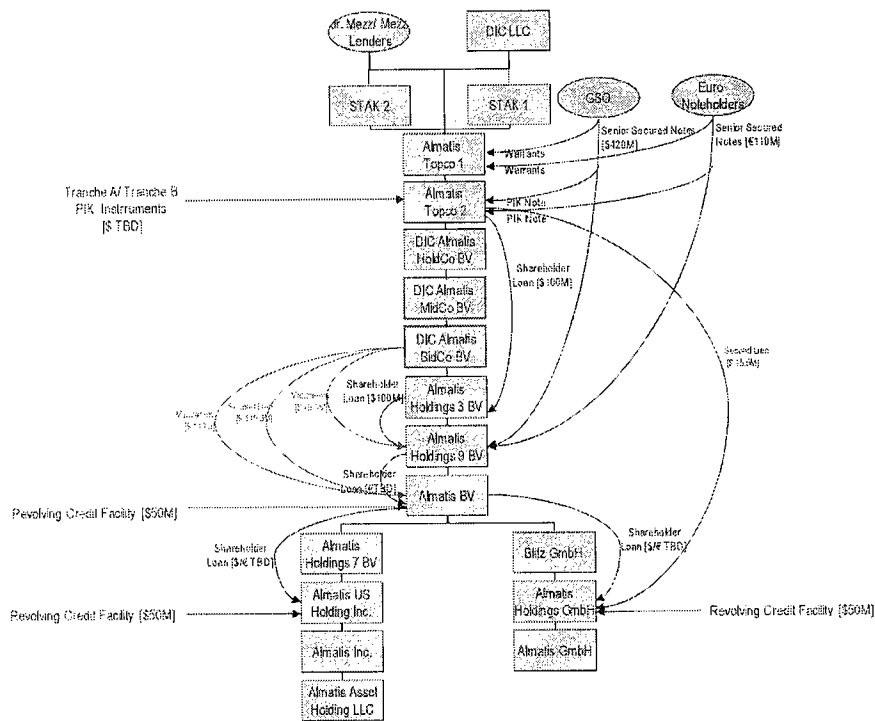 Jr. Mezz/ Mezz
Lenders
DIC LLC
STAK 2
STAK 1
GSO
Euro
Noteholders
Senior Secured Notes
[$420M]
Senior Secured
Notes [€110M]
Almatis
Topco 1
Warrants
Warrants
Tranche A/ Tranche B
PIK Instruments
[$ TBD]
Almatis
Topco 2
PIK Note
PIK Note
DIC Almatis
HoldCo BV
Shareholder
Loan [$100M]
DIC Almatis
MidCo BV
DIC Almatis
BidCo BV
Second Lien
Shareholder
Loan [$100M]
Almatis
Holdings 3 BV
Almatis
Holdings 9 BV
Shareholder
Loan [€TBD]
Almatis BV
Revolving Credit Facility [$50M]
Shareholder
Loan [$/€ TBD]
Almatis
Holdings 7 BV
Blitz GmbH
Shareholder
Loan [$/€ TBD]
Revolving Credit Facility [$50M]
Almatis US
Holding Inc.
Almatis
Holdings GmbH
Revolving Credit Facility [$50M]
Almatis Inc.
Almatis GmbH
Almatis Asset
Holding LLC